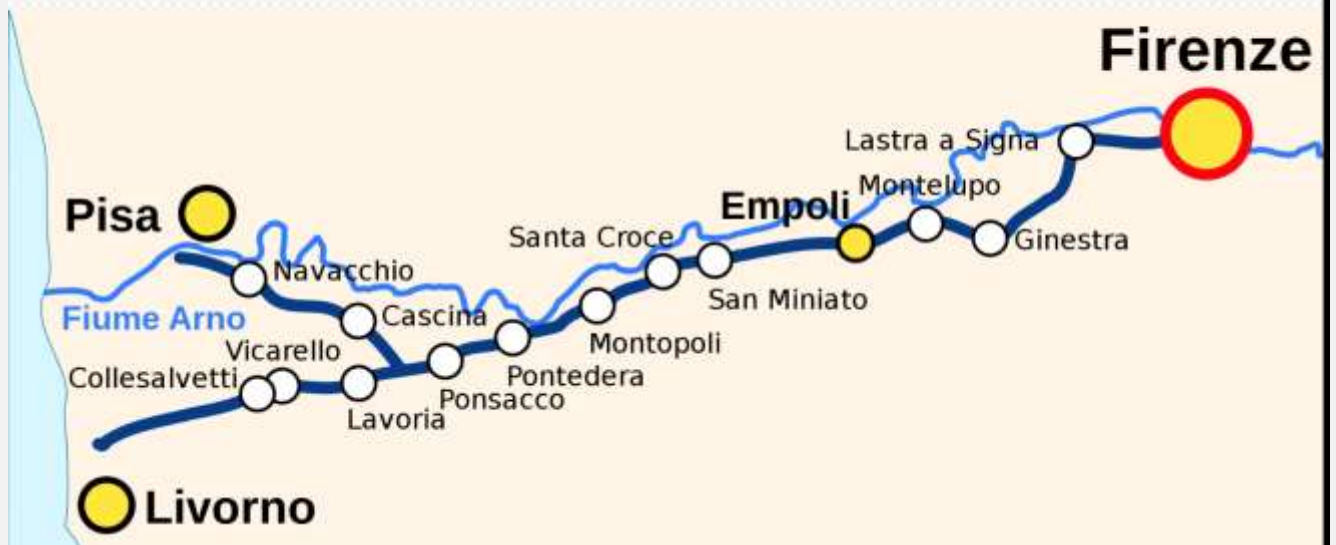 Firenze
Lastra a Signa
Montelupo
Empoli
Pisa
Santa Croce
Ginestra
Navacchio
San Miniato
Fiume Arno
Cascina
Montopoli
Vicarello
Collesalvetti
Pontedera
Ponsacco
Lavoria
Livorno